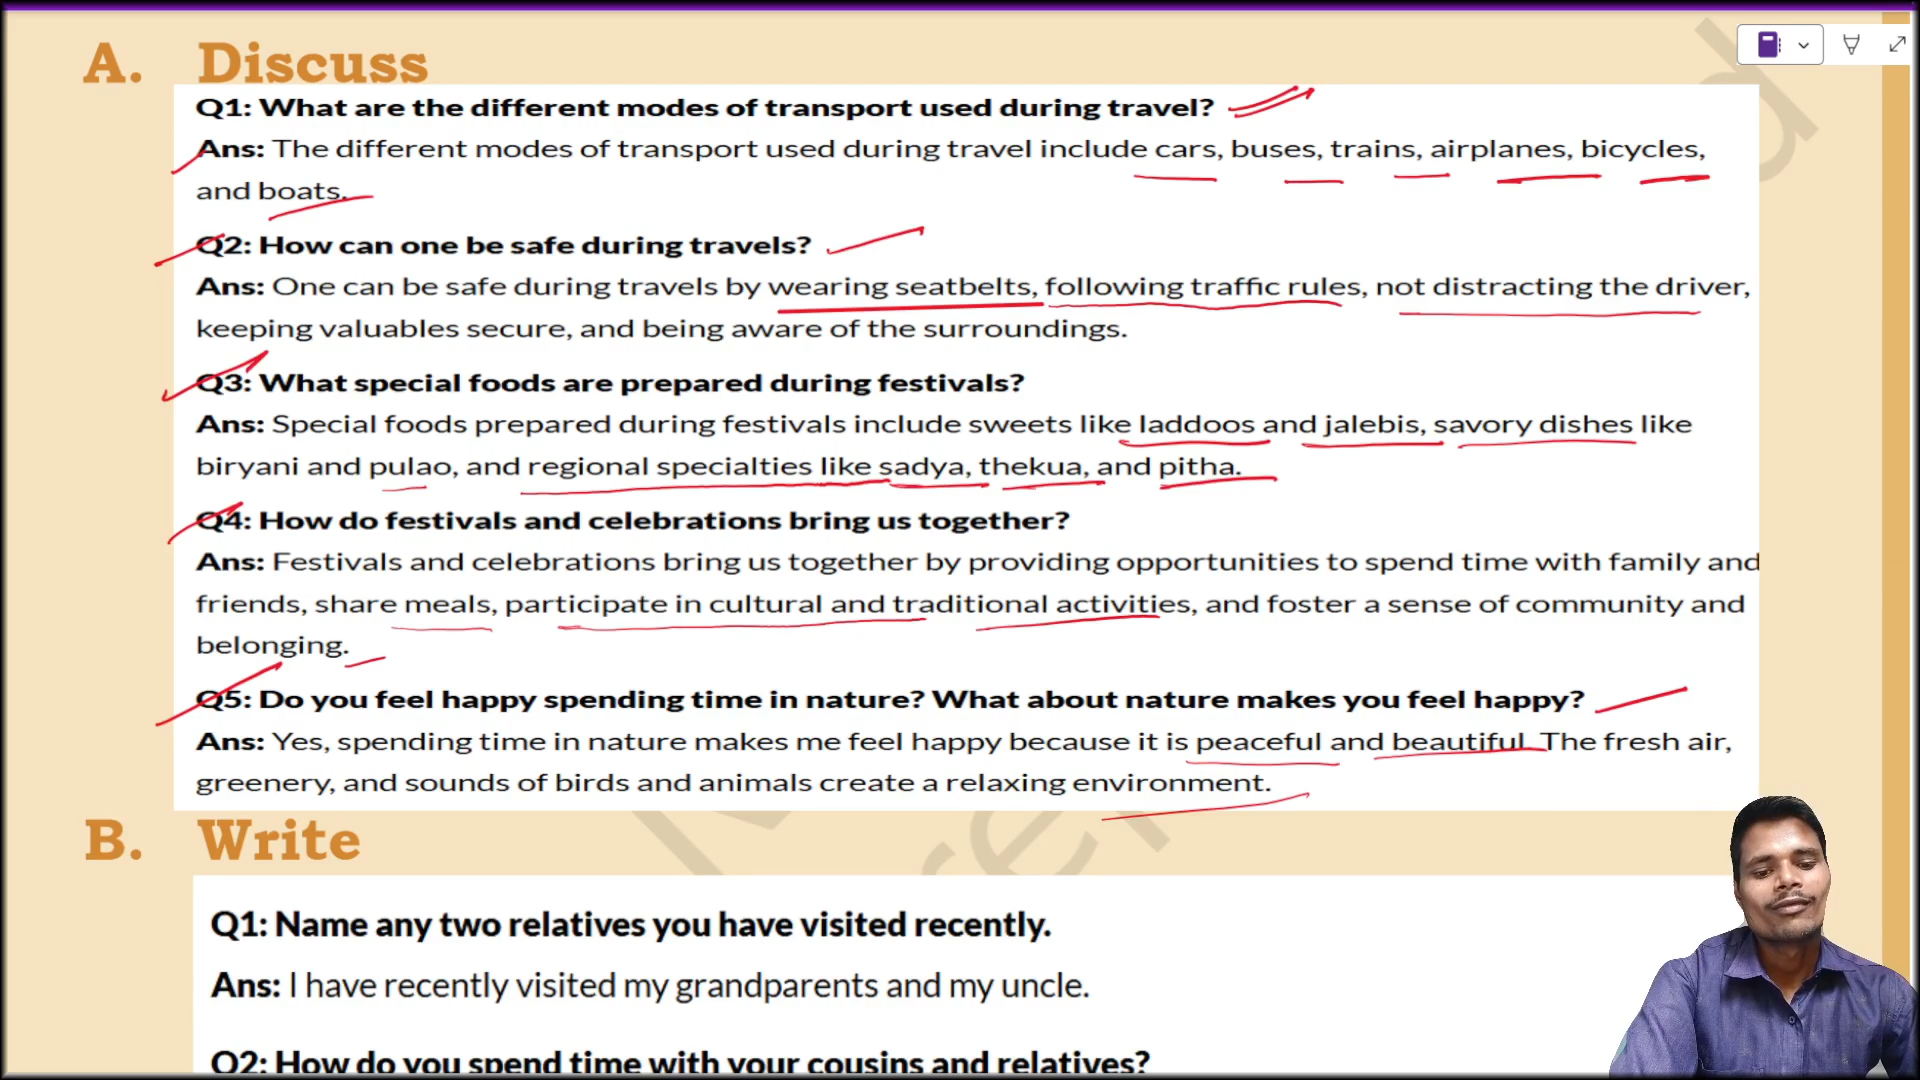 A. Discuss
Q1: What are the different modes of transport used during travel?
Ans: The different modes of transport used during travel include cars, buses, trains, airplanes, bicycles,
and boats.
Q2: How can one be safe during travels?
Ans: One can be safe during travels by wearing seatbelts, following traffic rules, not distracting the driver,
keeping valuables secure, and being aware of the surroundings.
Q3: What special foods are prepared during festivals?
Ans: Special foods prepared during festivals include sweets like laddoos and jalebis, savory dishes like
biryani and pulao, and regional specialties like sadya, thekua, and pitha.
Q4: How do festivals and celebrations bring us together?
Ans: Festivals and celebrations bring us together by providing opportunities to spend time with family and
friends, share meals, participate in cultural and traditional activities, and foster a sense of community and
belonging.
Q5: Do you feel happy spending time in nature? What about nature makes you feel happy?
Ans: Yes, spending time in nature makes me feel happy because it is peaceful and beautiful. The fresh air,
greenery, and sounds of birds and animals create a relaxing environment.
B. Write
Q1: Name any two relatives you have visited recently.
Ans: I have recently visited my grandparents and my uncle.
Q2: How do you spend time with your cousins and relatives?